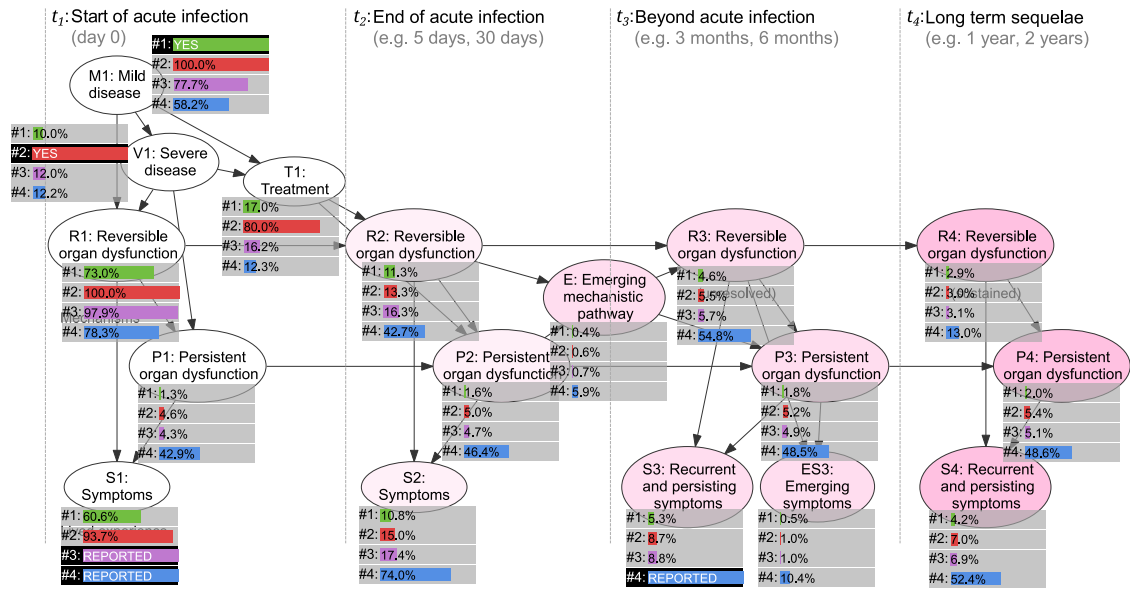 t₁:Start of acute infection
(day 0)
t₂:End of acute infection
(e.g. 5 days, 30 days)
t₃:Beyond acute infection
(e.g. 3 months, 6 months)
t₄:Long term sequelae
(e.g. 1 year, 2 years)
M1: Mild
disease
#1: YES
#2: 100.0%
#3: 77.7%
#4: 58.2%
V1: Severe
disease
#1: 10.0%
#2: YES
#3: 12.0%
#4: 12.2%
T1:
Treatment
#1: 17.0%
#2: 80.0%
#3: 16.2%
#4: 12.3%
R1: Reversible
organ dysfunction
#1: 73.0%
#2: 100.0%
#3: 97.9%
Mechanisms
#4: 78.3%
R2: Reversible
organ dysfunction
#1: 11.3%
#2: 13.3%
#3: 16.3%
#4: 42.7%
E: Emerging
mechanistic
pathway
#1: 0.4%
#2: 0.6%
#3: 0.7%
#4: 5.9%
R3: Reversible
organ dysfunction
#1: 4.6%
#2: 5.5%
#3: 5.7%
#4: 54.8%
R4: Reversible
organ dysfunction
#1: 2.9%
#2: 3.0%
#3: 3.1%
#4: 13.0%
P1: Persistent
organ dysfunction
#1: 1.3%
#2: 4.6%
#3: 4.3%
#4: 42.9%
P2: Persistent
organ dysfunction
#1: 1.6%
#2: 5.0%
#3: 4.7%
#4: 46.4%
P3: Persistent
organ dysfunction
#1: 1.8%
#2: 5.2%
#3: 4.9%
#4: 48.5%
P4: Persistent
organ dysfunction
#1: 2.0%
#2: 5.4%
#3: 5.1%
#4: 48.6%
S1:
Symptoms
#1: 60.6%
#2: 93.7%
#3: REPORTED
#4: REPORTED
S2:
Symptoms
#1: 10.8%
#2: 15.0%
#3: 17.4%
#4: 74.0%
S3: Recurrent
and persisting
symptoms
#1: 5.3%
#2: 8.7%
#3: 8.8%
#4: REPORTED
ES3:
Emerging
symptoms
#1: 0.5%
#2: 1.0%
#3: 1.0%
#4: 10.4%
S4: Recurrent
and persisting
symptoms
#1: 4.2%
#2: 7.0%
#3: 6.9%
#4: 52.4%